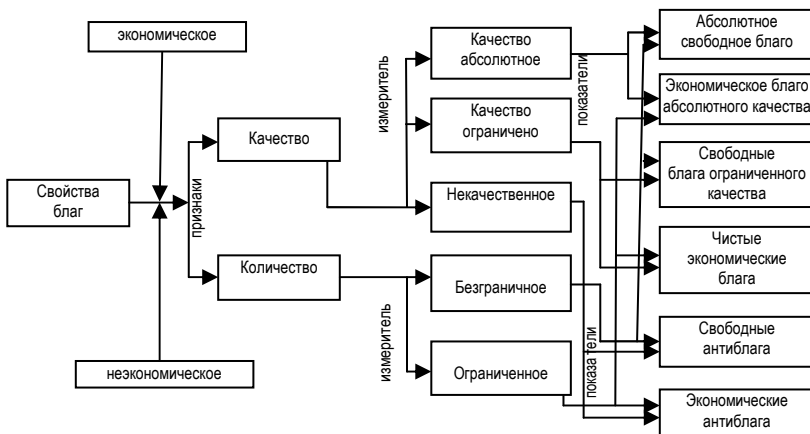 экономическое
Свойства
благ
неэкономическое
признаки
Качество
Количество
измеритель
измеритель
Качество
абсолютное
Качество
ограничено
Некачественное
Безграничное
Ограниченное
показатели
показа тели
Абсолютное
свободное благо
Экономическое благо
абсолютного качества
Свободные
блага ограниченного
качества
Чистые
экономические
блага
Свободные
антиблага
Экономические
антиблага